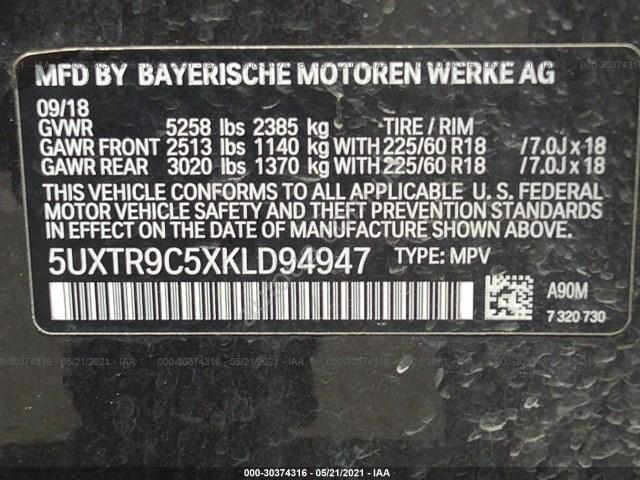 MFD BY BAYERISCHE MOTOREN WERKE AG
09/18
GVWR 5258 lbs 2385 kg TIRE / RIM
GAWR FRONT 2513 lbs 1140 kg WITH 225/60 R18 /7.0J x 18
GAWR REAR 3020 lbs 1370 kg WITH 225/60 R18 /7.0J x 18
THIS VEHICLE CONFORMS TO ALL APPLICABLE U. S. FEDERAL
MOTOR VEHICLE SAFETY AND THEFT PREVENTION STANDARDS
IN EFFECT ON THE DATE OF MANUFACTURE SHOWN ABOVE.
5UXTR9C5XKLD94947 TYPE: MPV
A90M
7 320 730
000-30374316 - 05/21/2021 - IAA